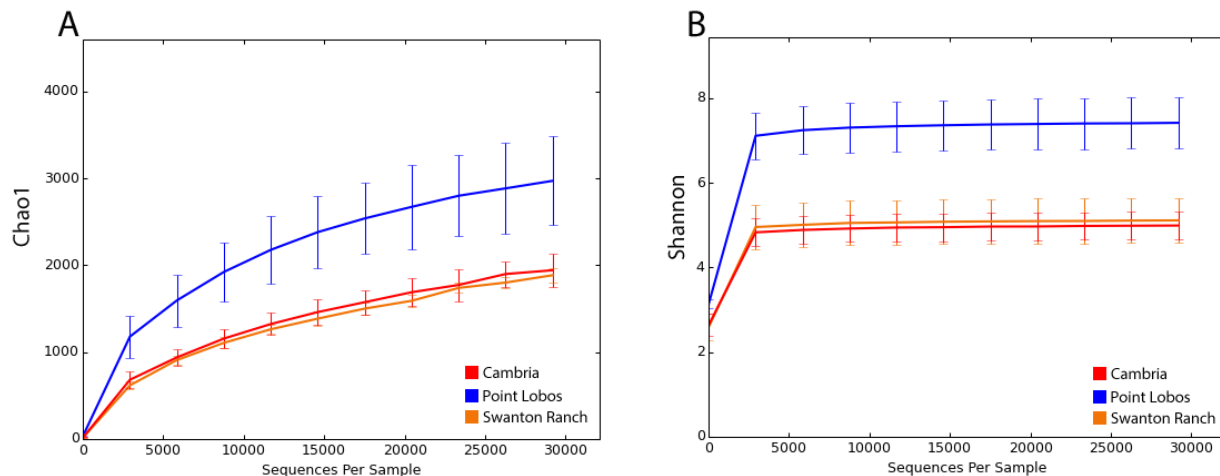 A
Chao1
4000
3000
2000
1000
0
0 5000 10000 15000 20000 25000 30000
Sequences Per Sample
Cambria
Point Lobos
Swanton Ranch
B
Shannon
8
6
4
2
0
0 5000 10000 15000 20000 25000 30000
Sequences Per Sample
Cambria
Point Lobos
Swanton Ranch